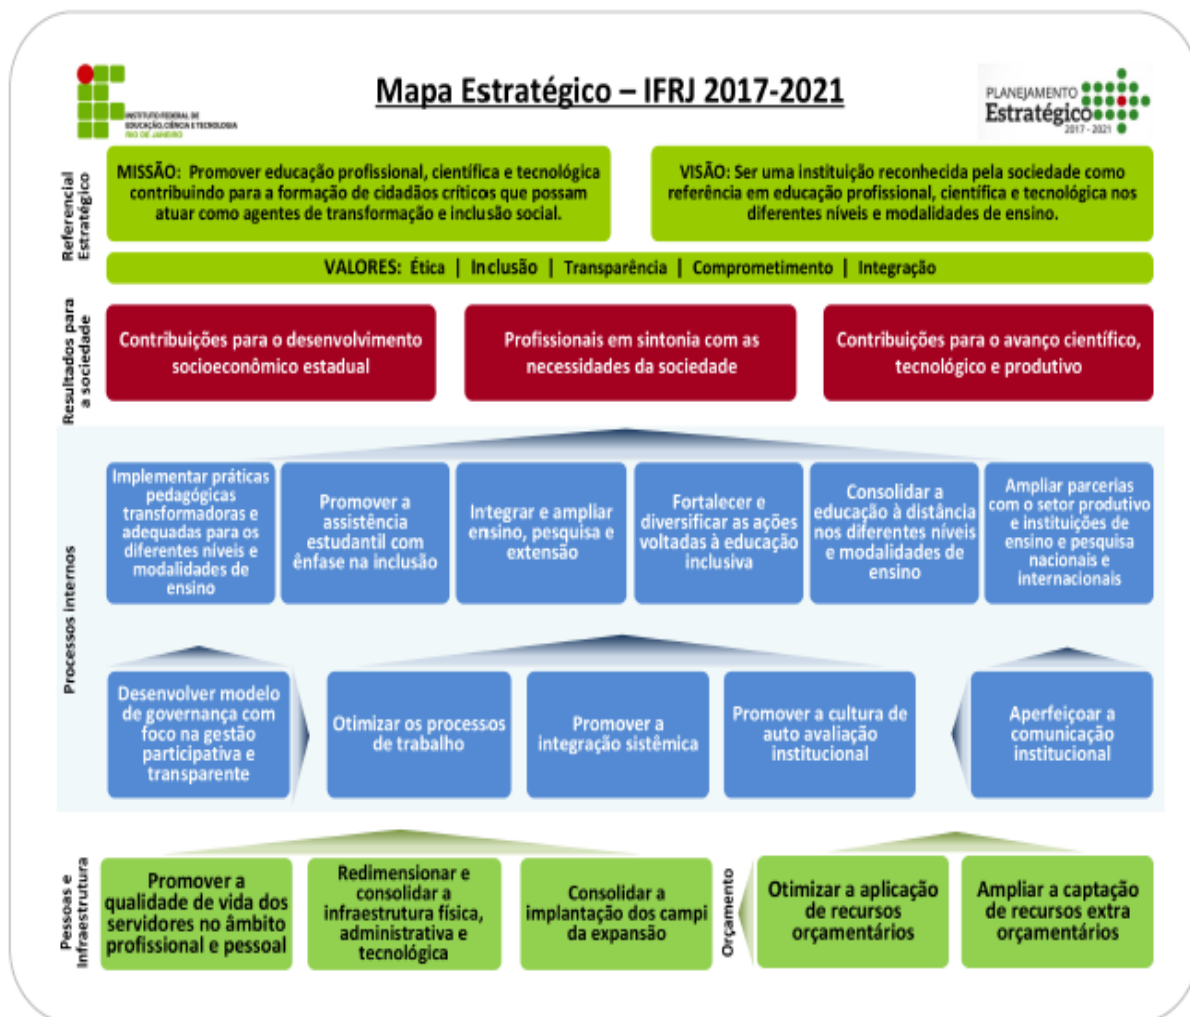 INSTITUTO FEDERAL DE
EDUCAÇÃO, CIÊNCIA E TECNOLOGIA
RIO DE JANEIRO
Mapa Estratégico – IFRJ 2017-2021
PLANEJAMENTO
Estratégico
2017 - 2021
Referencial
Estratégico
MISSÃO: Promover educação profissional, científica e tecnológica
contribuindo para a formação de cidadãos críticos que possam
atuar como agentes de transformação e inclusão social.
VISÃO: Ser uma instituição reconhecida pela sociedade como
referência em educação profissional, científica e tecnológica nos
diferentes níveis e modalidades de ensino.
VALORES: Ética | Inclusão | Transparência | Comprometimento | Integração
Resultados para
a sociedade
Contribuições para o desenvolvimento
socioeconômico estadual
Profissionais em sintonia com as
necessidades da sociedade
Contribuições para o avanço científico,
tecnológico e produtivo
Processos internos
Implementar práticas
pedagógicas
transformadoras e
adequadas para os
diferentes níveis e
modalidades de
ensino
Promover a
assistência
estudantil com
ênfase na inclusão
Integrar e ampliar
ensino, pesquisa e
extensão
Fortalecer e
diversificar as ações
voltadas à educação
inclusiva
Consolidar a
educação à distância
nos diferentes níveis
e modalidades de
ensino
Ampliar parcerias
com o setor produtivo
e instituições de
ensino e pesquisa
nacionais e
internacionais
Desenvolver modelo
de governança com
foco na gestão
participativa e
transparente
Otimizar os processos
de trabalho
Promover a
integração sistêmica
Promover a cultura de
auto avaliação
institucional
Aperfeiçoar a
comunicação
institucional
Pessoas e
Infraestrutura
Promover a
qualidade de vida dos
servidores no âmbito
profissional e pessoal
Redimensionar e
consolidar a
infraestrutura física,
administrativa e
tecnológica
Consolidar a
implantação dos campi
da expansão
Orçamento
Otimizar a aplicação
de recursos
orçamentários
Ampliar a captação
de recursos extra
orçamentários